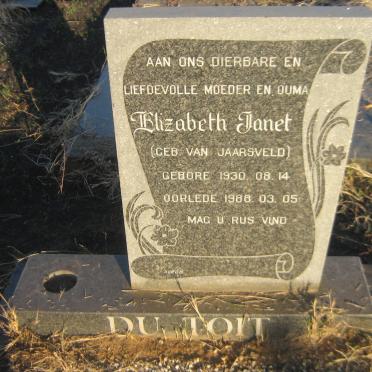 AAN ONS DIERBARE EN
LIEFDEVOLLE MOEDER EN OUMA
Elizabeth Janet
(GEB. VAN JAARSVELD)
GEBORE 1930. 08. 14
OORLEDE 1988. 03. 05
MAG U RUS VIND
DU TOIT